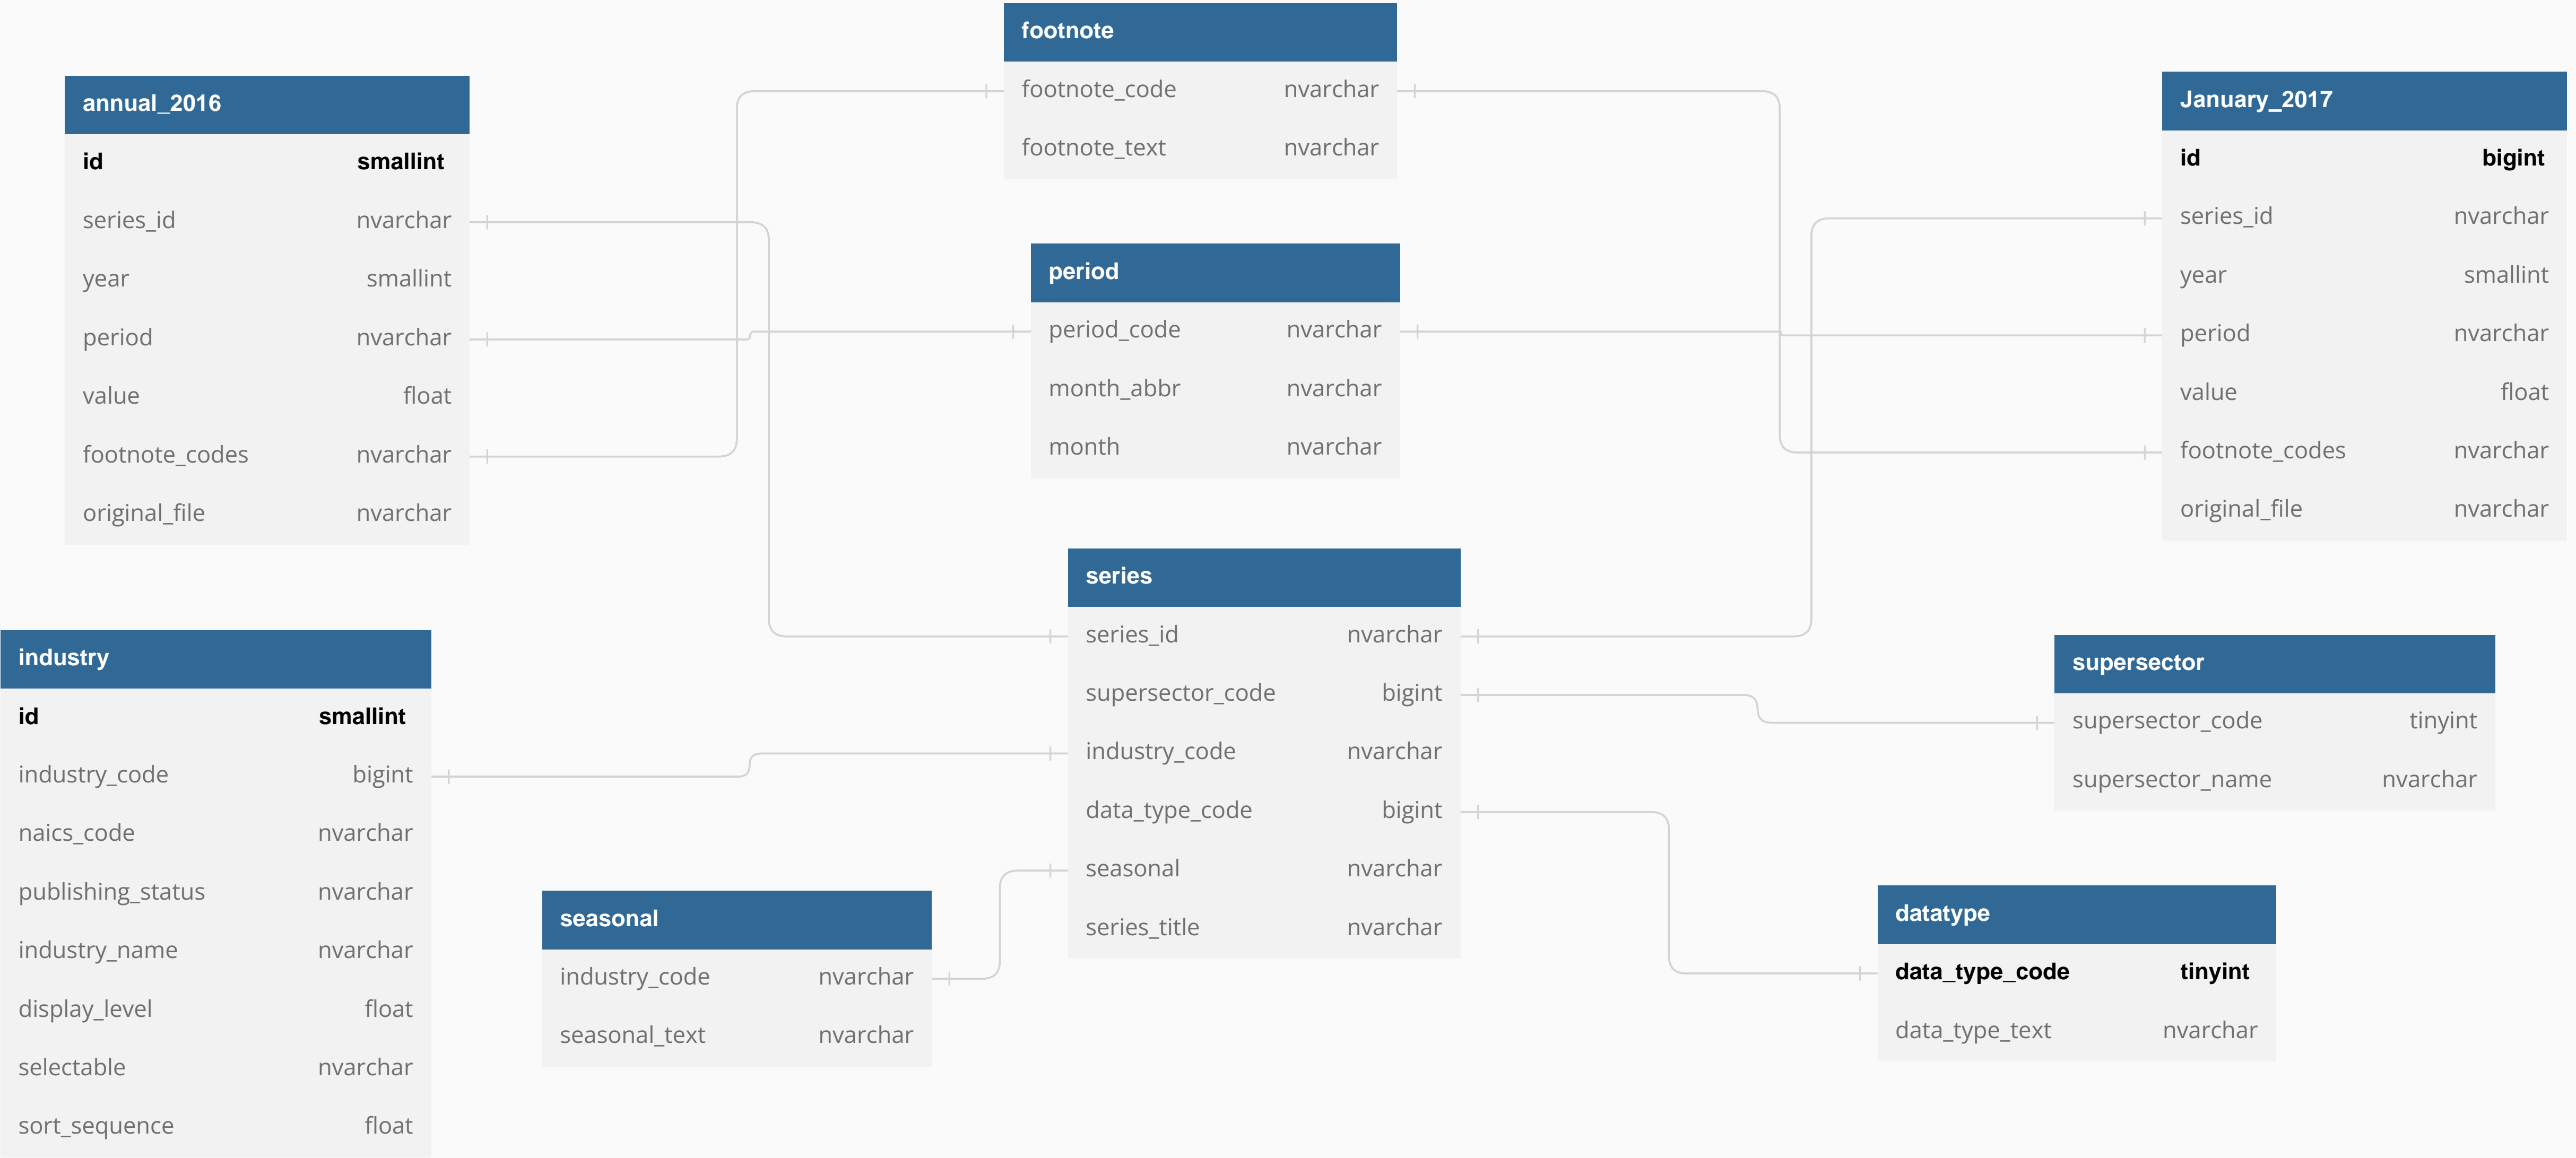 footnote
footnote_code nvarchar
footnote_text nvarchar
annual_2016
id smallint
series_id nvarchar
year smallint
period nvarchar
value float
footnote_codes nvarchar
original_file nvarchar
January_2017
id bigint
series_id nvarchar
year smallint
period nvarchar
value float
footnote_codes nvarchar
original_file nvarchar
period
period_code nvarchar
month_abbr nvarchar
month nvarchar
series
series_id nvarchar
supersector_code bigint
industry_code nvarchar
data_type_code bigint
seasonal nvarchar
series_title nvarchar
industry
id smallint
industry_code bigint
naics_code nvarchar
publishing_status nvarchar
industry_name nvarchar
display_level float
selectable nvarchar
sort_sequence float
supersector
supersector_code tinyint
supersector_name nvarchar
seasonal
industry_code nvarchar
seasonal_text nvarchar
datatype
data_type_code tinyint
data_type_text nvarchar